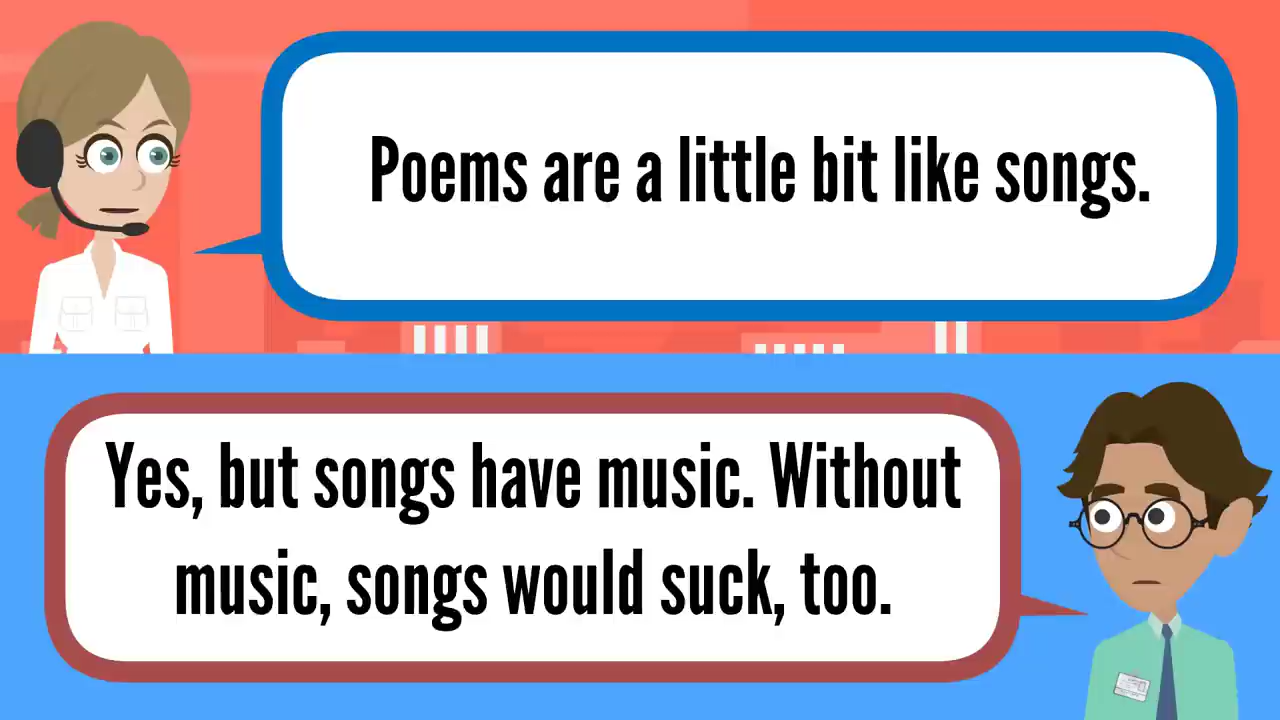 Poems are a little bit like songs.
Yes, but songs have music. Without
music, songs would suck, too.